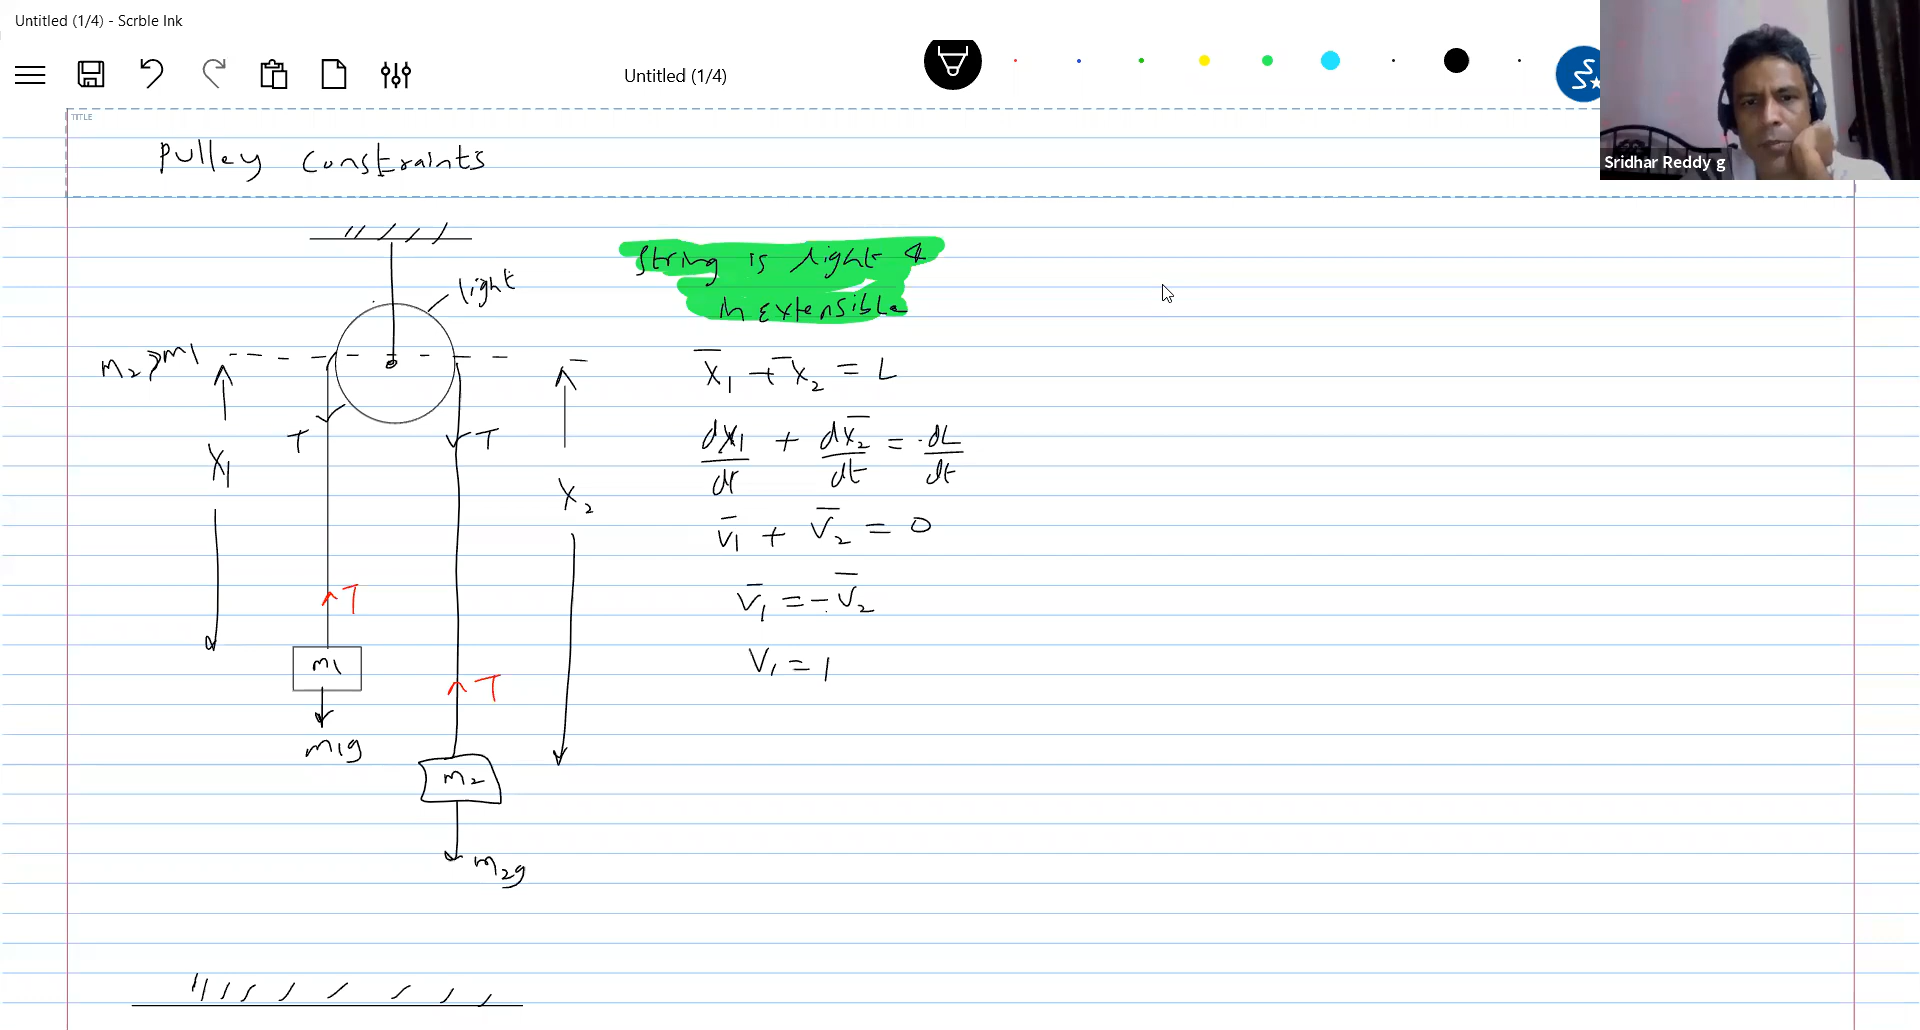 Untitled (1/4) - Scrble Ink
Untitled (1/4)
TITLE
Sridhar Reddy g
Pulley Constraints
light
String is light &
inextensible
m₂ > m₁
x̄₁ + x̄₂ = L
T
T
x₁
dx₁/dt + dx̄₂/dt = dL/dt
x₂
v̄₁ + v̄₂ = 0
T
v̄₁ = - v̄₂
m₁
v₁ = 1
T
m₁g
m₂
m₂g